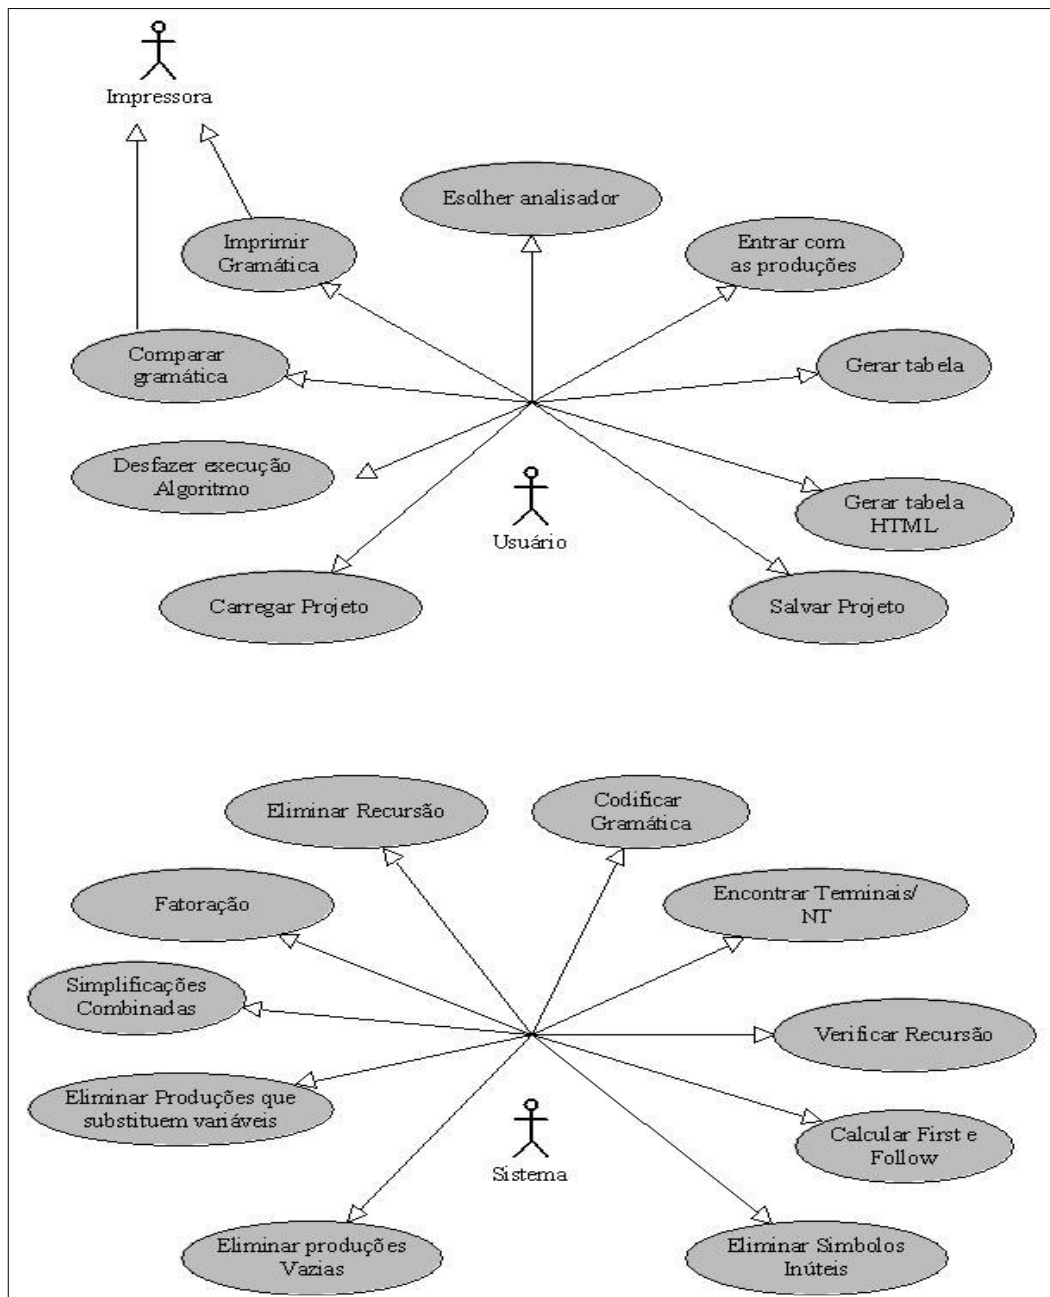 Impressora
Esolher analisador
Imprimir
Gramática
Entrar com
as produções
Comparar
gramática
Gerar tabela
Desfazer execução
Algoritmo
Gerar tabela
HTML
Usuário
Carregar Projeto
Salvar Projeto
Eliminar Recursão
Codificar
Gramática
Fatoração
Encontrar Terminais/
NT
Simplificações
Combinadas
Verificar Recursão
Eliminar Produções que
substituem variáveis
Calcular First e
Follow
Sistema
Eliminar produções
Vazias
Eliminar Simbolos
Inúteis